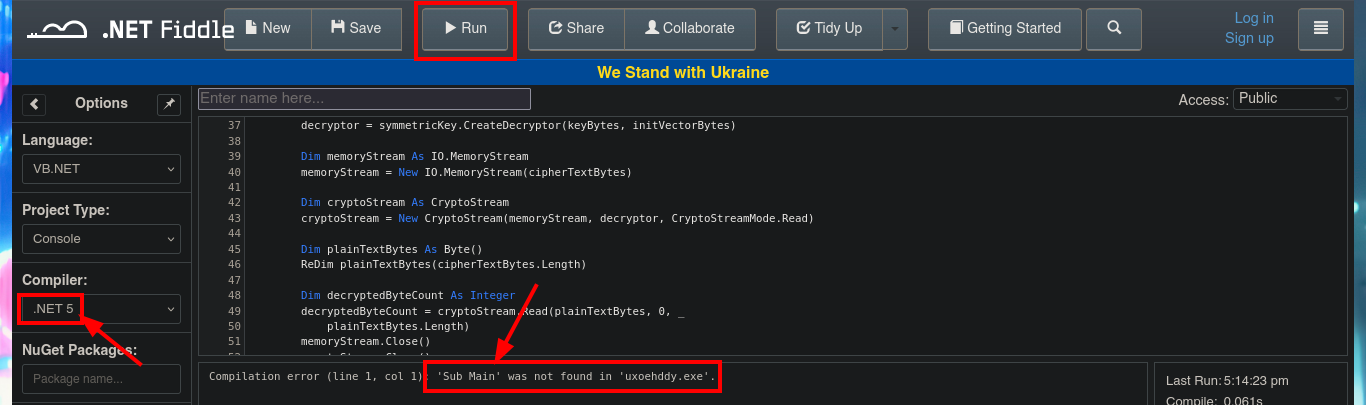 .NET Fiddle New Save Run Share Collaborate Tidy Up Getting Started Log in
Sign up
We Stand with Ukraine
Options
Language:
VB.NET
Project Type:
Console
Compiler:
.NET 5
NuGet Packages:
Package name...
Enter name here...
Access: Public
37 decryptor = symmetricKey.CreateDecryptor(keyBytes, initVectorBytes)
38
39 Dim memoryStream As IO.MemoryStream
40 memoryStream = New IO.MemoryStream(cipherTextBytes)
41
42 Dim cryptoStream As CryptoStream
43 cryptoStream = New CryptoStream(memoryStream, decryptor, CryptoStreamMode.Read)
44
45 Dim plainTextBytes As Byte()
46 ReDim plainTextBytes(cipherTextBytes.Length)
47
48 Dim decryptedByteCount As Integer
49 decryptedByteCount = cryptoStream.Read(plainTextBytes, 0, _
50 plainTextBytes.Length)
51 memoryStream.Close()
Compilation error (line 1, col 1): 'Sub Main' was not found in 'uxoehddy.exe'.
Last Run: 5:14:23 pm
Compile: 0.061s